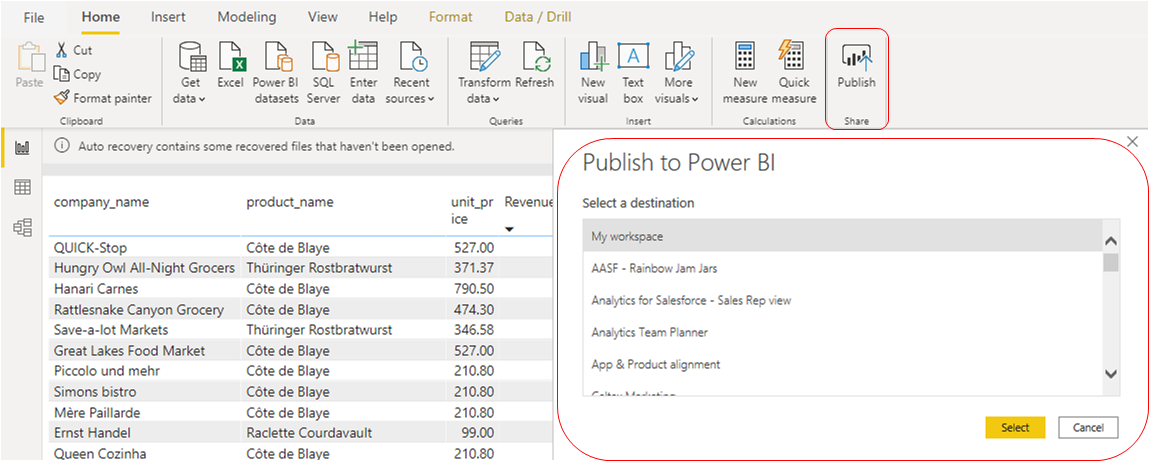 File Home Insert Modeling View Help Format Data / Drill
Paste
Cut
Copy
Format painter
Clipboard
Get data
Excel
Power BI datasets
SQL Server
Enter data
Recent sources
Data
Transform data
Refresh
Queries
New visual
Text box
More visuals
Insert
New measure
Quick measure
Calculations
Publish
Share
Auto recovery contains some recovered files that haven't been opened.
company_name product_name unit_pr
ice Revenue
QUICK-Stop Côte de Blaye 527.00
Hungry Owl All-Night Grocers Thüringer Rostbratwurst 371.37
Hanari Carnes Côte de Blaye 790.50
Rattlesnake Canyon Grocery Côte de Blaye 474.30
Save-a-lot Markets Thüringer Rostbratwurst 346.58
Great Lakes Food Market Côte de Blaye 527.00
Piccolo und mehr Côte de Blaye 210.80
Simons bistro Côte de Blaye 210.80
Mère Paillarde Côte de Blaye 210.80
Ernst Handel Raclette Courdavault 99.00
Queen Cozinha Côte de Blaye 210.80
Publish to Power BI
Select a destination
My workspace
AASF - Rainbow Jam Jars
Analytics for Salesforce - Sales Rep view
Analytics Team Planner
App & Product alignment
Select Cancel